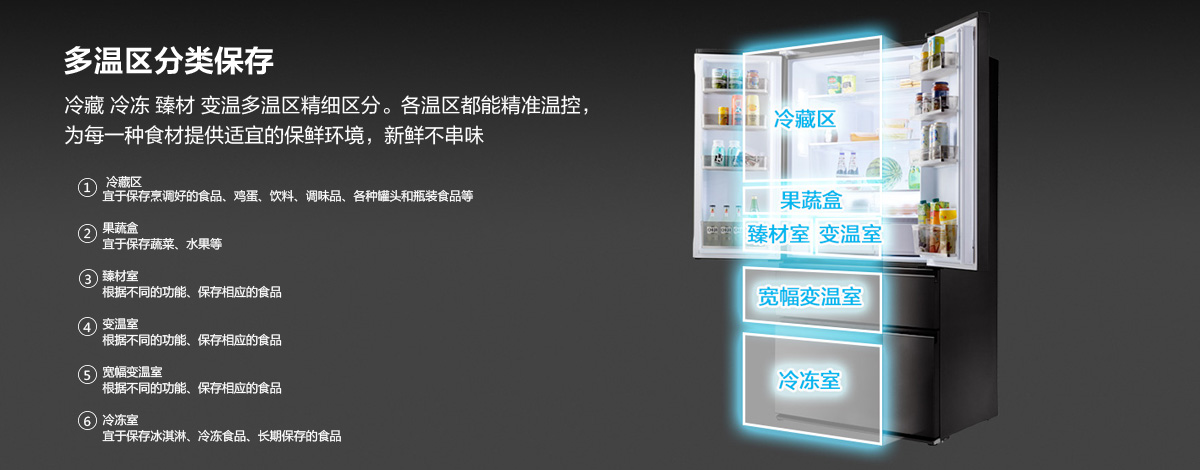 多温区分类保存
冷藏 冷冻 臻材 变温多温区精细区分。各温区都能精准温控，
为每一种食材提供适宜的保鲜环境，新鲜不串味
① 冷藏区
宜于保存烹调好的食品、鸡蛋、饮料、调味品、各种罐头和瓶装食品等
② 果蔬盒
宜于保存蔬菜、水果等
③ 臻材室
根据不同的功能、保存相应的食品
④ 变温室
根据不同的功能、保存相应的食品
⑤ 宽幅变温室
根据不同的功能、保存相应的食品
⑥ 冷冻室
宜于保存冰淇淋、冷冻食品、长期保存的食品
冷藏区
果蔬盒
臻材室 变温室
宽幅变温室
冷冻室